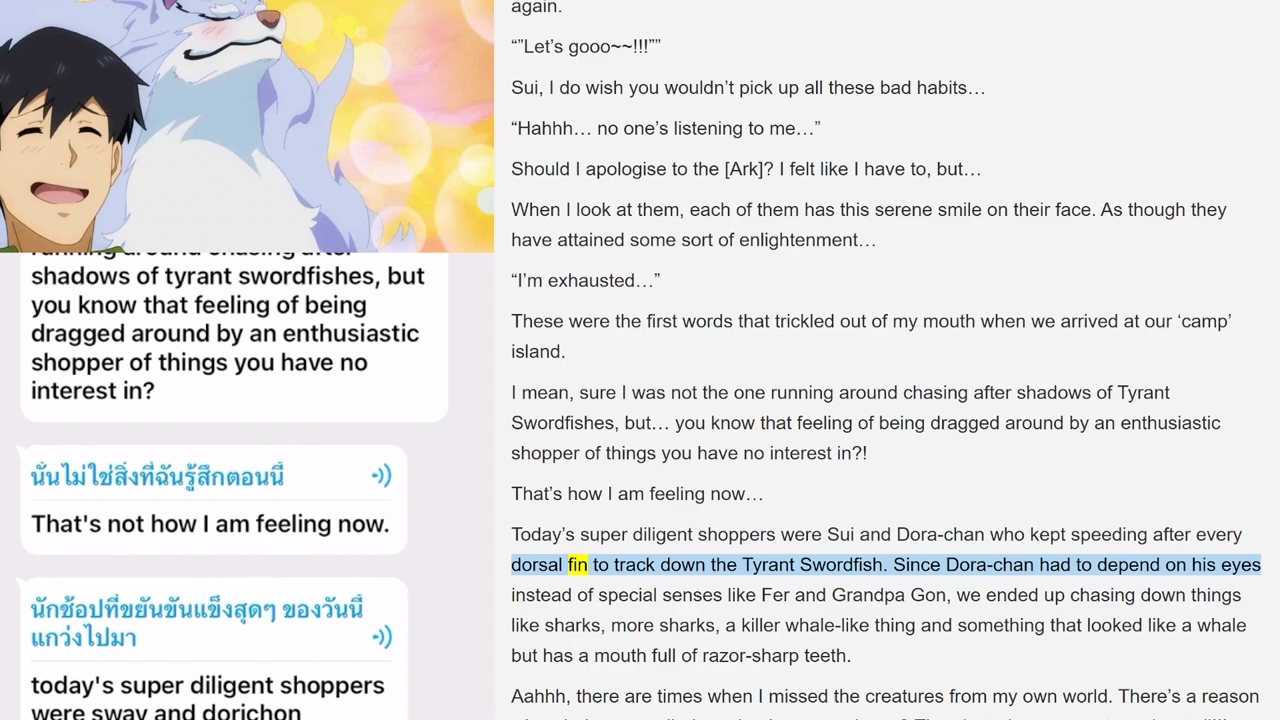 running around chasing after
shadows of tyrant swordfishes, but
you know that feeling of being
dragged around by an enthusiastic
shopper of things you have no
interest in?
นั่นไม่ใช่สิ่งที่ฉันรู้สึกตอนนี้
That's not how I am feeling now.
นักช้อปที่ขยันขันแข็งสุดๆ ของวันนี้
แกว่งไปมา
today's super diligent shoppers
were sway and dorichon
again.
“”Let’s gooo~~!!!””
Sui, I do wish you wouldn’t pick up all these bad habits…
“Hahhh… no one’s listening to me…”
Should I apologise to the [Ark]? I felt like I have to, but…
When I look at them, each of them has this serene smile on their face. As though they
have attained some sort of enlightenment…
“I’m exhausted…”
These were the first words that trickled out of my mouth when we arrived at our ‘camp’
island.
I mean, sure I was not the one running around chasing after shadows of Tyrant
Swordfishes, but… you know that feeling of being dragged around by an enthusiastic
shopper of things you have no interest in?!
That’s how I am feeling now…
Today’s super diligent shoppers were Sui and Dora-chan who kept speeding after every
dorsal fin to track down the Tyrant Swordfish. Since Dora-chan had to depend on his eyes
instead of special senses like Fer and Grandpa Gon, we ended up chasing down things
like sharks, more sharks, a killer whale-like thing and something that looked like a whale
but has a mouth full of razor-sharp teeth.
Aahhh, there are times when I missed the creatures from my own world. There’s a reason